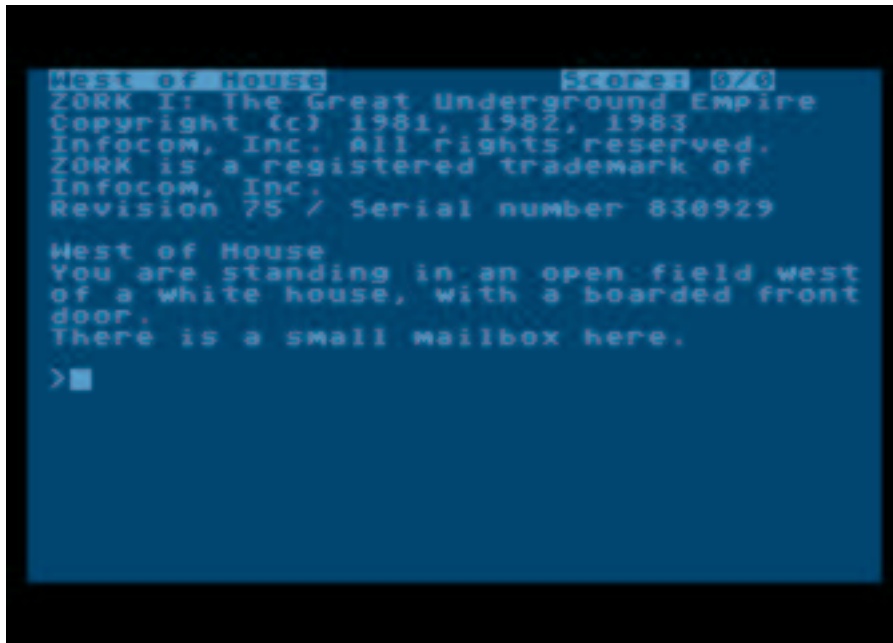 West of House Score: 0/0
ZORK I: The Great Underground Empire
Copyright (c) 1981, 1982, 1983
Infocom, Inc. All rights reserved.
ZORK is a registered trademark of
Infocom, Inc.
Revision 75 / Serial number 830929
West of House
You are standing in an open field west
of a white house, with a boarded front
door.
There is a small mailbox here.
>